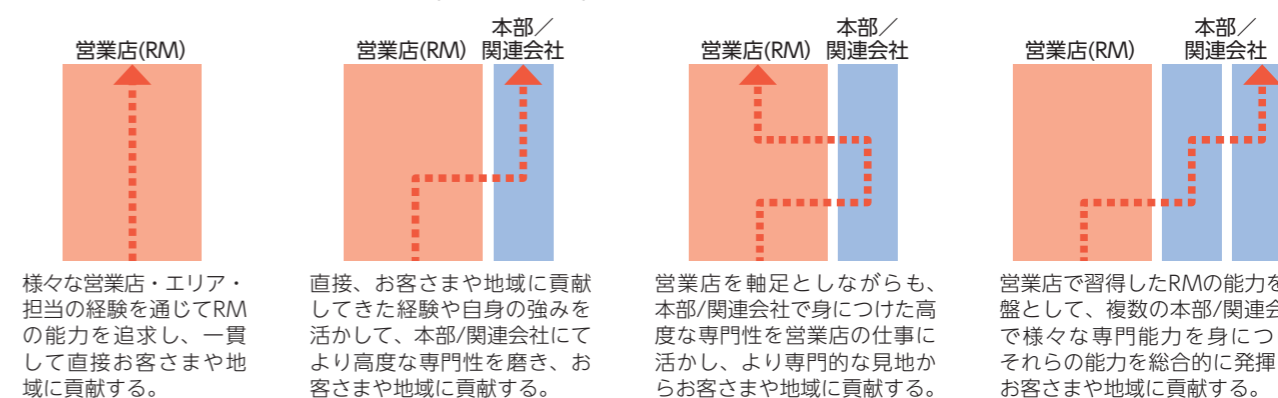 営業店(RM)
様々な営業店・エリア・
担当の経験を通じてRM
の能力を追求し、一貫
して直接お客さまや地
域に貢献する。
営業店(RM)
本部／
関連会社
直接、お客さまや地域に貢献
してきた経験や自身の強みを
活かして、本部/関連会社にて
より高度な専門性を磨き、お
客さまや地域に貢献する。
営業店(RM)
本部／
関連会社
営業店を軸足としながらも、
本部/関連会社で身につけた高
度な専門性を営業店の仕事に
活かし、より専門的な見地か
らお客さまや地域に貢献する。
営業店(RM)
本部／
関連会社
営業店で習得したRMの能力を
盤として、複数の本部/関連会
で様々な専門能力を身につ
それらの能力を総合的に発揮
お客さまや地域に貢献する。